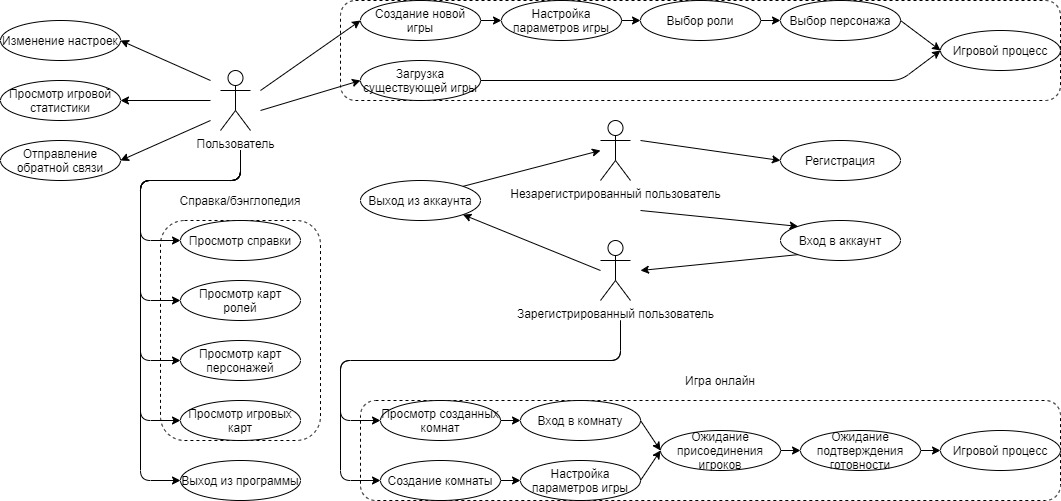 Создание новой
игры
Настройка
параметров игры
Выбор роли
Выбор персонажа
Игровой процесс
Загрузка
существующей игры
Изменение настроек
Просмотр игровой
статистики
Отправление
обратной связи
Пользователь
Незарегистрированный пользователь
Регистрация
Выход из аккаунта
Вход в аккаунт
Зарегистрированный пользователь
Справка/бэнглопедия
Просмотр справки
Просмотр карт
ролей
Просмотр карт
персонажей
Просмотр игровых
карт
Выход из программы
Игра онлайн
Просмотр созданных
комнат
Вход в комнату
Ожидание
присоединения
игроков
Ожидание
подтверждения
готовности
Игровой процесс
Создание комнаты
Настройка
параметров игры